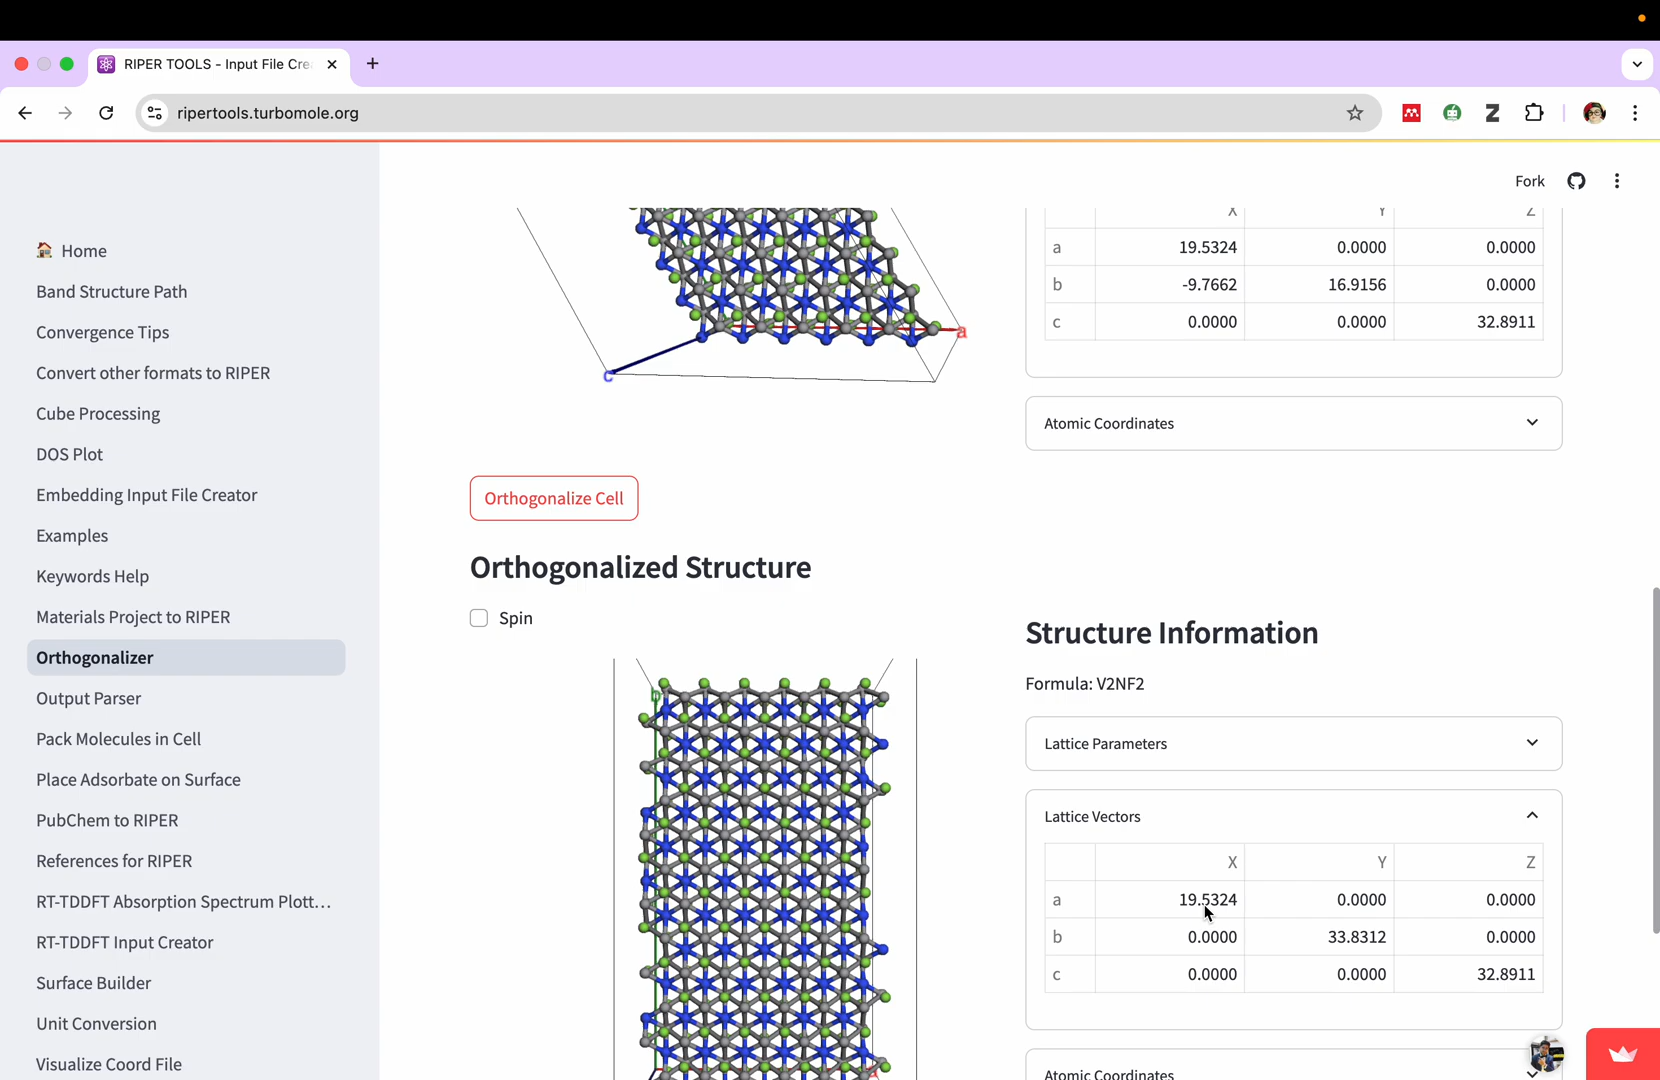 RIPER TOOLS - Input File Cre
ripertools.turbomole.org
Fork
Home
Band Structure Path
Convergence Tips
Convert other formats to RIPER
Cube Processing
DOS Plot
Embedding Input File Creator
Examples
Keywords Help
Materials Project to RIPER
Orthogonalizer
Output Parser
Pack Molecules in Cell
Place Adsorbate on Surface
PubChem to RIPER
References for RIPER
RT-TDDFT Absorption Spectrum Plott...
RT-TDDFT Input Creator
Surface Builder
Unit Conversion
Visualize Coord File
a
c
X Y Z
a 19.5324 0.0000 0.0000
b -9.7662 16.9156 0.0000
c 0.0000 0.0000 32.8911
Atomic Coordinates
Orthogonalize Cell
Orthogonalized Structure
Spin
b
Structure Information
Formula: V2NF2
Lattice Parameters
Lattice Vectors
X Y Z
a 19.5324 0.0000 0.0000
b 0.0000 33.8312 0.0000
c 0.0000 0.0000 32.8911
Atomic Coordinates